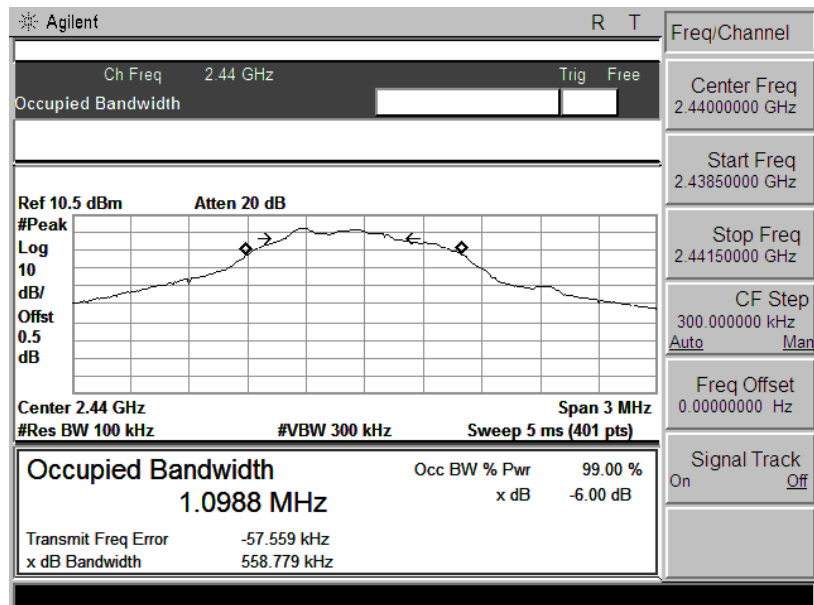 Agilent R T
Freq/Channel
Ch Freq 2.44 GHz Trig Free
Occupied Bandwidth
Center Freq
2.44000000 GHz
Start Freq
2.43850000 GHz
Stop Freq
2.44150000 GHz
CF Step
300.000000 kHz
Auto Man
Freq Offset
0.00000000 Hz
Signal Track
On Off
Ref 10.5 dBm Atten 20 dB
#Peak
Log
10
dB/
Offst
0.5
dB
Center 2.44 GHz Span 3 MHz
#Res BW 100 kHz #VBW 300 kHz Sweep 5 ms (401 pts)
Occupied Bandwidth Occ BW % Pwr 99.00 %
1.0988 MHz x dB -6.00 dB
Transmit Freq Error -57.559 kHz
x dB Bandwidth 558.779 kHz